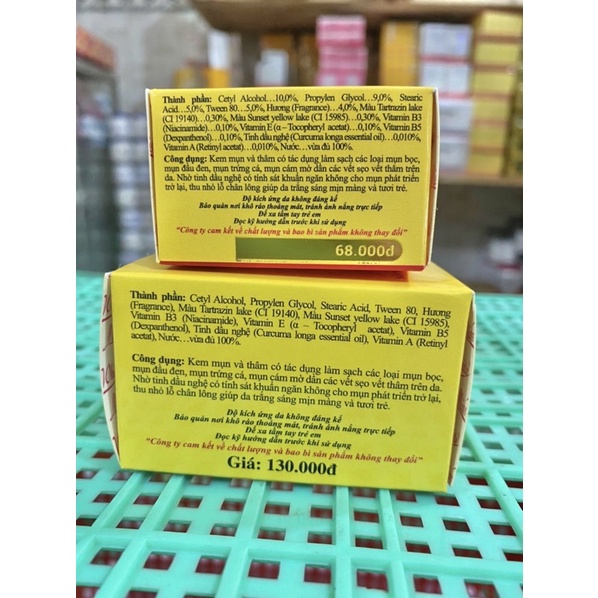 Thành phần: Cetyl Alcohol…10,0%, Propylen Glycol…9,0%, Stearic
Acid…5,0%, Tween 80…5,0%, Hương (Fragrance)…4,0%, Màu Tartrazin lake
(CI 19140)…0,30%, Màu Sunset yellow lake (CI 15985)…0,30%, Vitamin B3
(Niacinamide)…0,10%, Vitamin E (α – Tocopheryl acetat)…0,10%, Vitamin B5
(Dexpanthenol)…0,10%, Tinh dầu nghệ (Curcuma longa essential oil)…0,010%,
Vitamin A (Retinyl acetat)…0,010%, Nước…vừa đủ 100%.
Công dụng: Kem mụn và thâm có tác dụng làm sạch các loại mụn bọc,
mụn đầu đen, mụn trứng cá, mụn cám mờ dần các vết sẹo vết thâm trên da.
Nhờ tinh dầu nghệ có tính sát khuẩn ngăn không cho mụn phát triển
trở lại, thu nhỏ lỗ chân lông giúp da trắng sáng mịn màng và tươi trẻ.
Độ kích ứng da không đáng kể
Bảo quản nơi khô ráo thoáng mát, tránh ánh nắng trực tiếp
Để xa tầm tay trẻ em
Đọc kỹ hướng dẫn trước khi sử dụng
"Công ty cam kết về chất lượng và bao bì sản phẩm không thay đổi"
68.000đ
Thành phần: Cetyl Alcohol, Propylen Glycol, Stearic Acid, Tween 80, Hương
(Fragrance), Màu Tartrazin lake (CI 19140), Màu Sunset yellow lake (CI 15985),
Vitamin B3 (Niacinamide), Vitamin E (α – Tocopheryl acetat), Vitamin B5
(Dexpanthenol), Tinh dầu nghệ (Curcuma longa essential oil), Vitamin A (Retinyl
acetat), Nước…vừa đủ 100%.
Công dụng: Kem mụn và thâm có tác dụng làm sạch các loại mụn bọc,
mụn đầu đen, mụn trứng cá, mụn cám mờ dần các vết sẹo vết thâm trên da.
Nhờ tinh dầu nghệ có tính sát khuẩn ngăn không cho mụn phát triển trở lại,
thu nhỏ lỗ chân lông giúp da trắng sáng mịn màng và tươi trẻ.
Độ kích ứng da không đáng kể
Bảo quản nơi khô ráo thoáng mát, tránh ánh nắng trực tiếp
Để xa tầm tay trẻ em
Đọc kỹ hướng dẫn trước khi sử dụng
"Công ty cam kết về chất lượng và bao bì sản phẩm không thay đổi"
Giá: 130.000đ